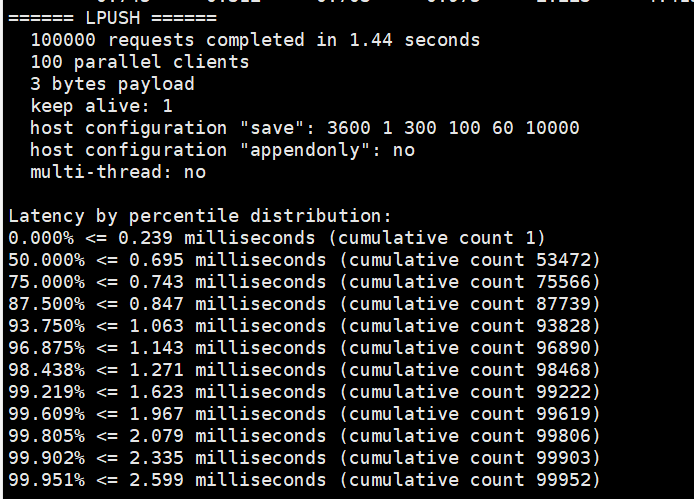 ====== LPUSH ======
  100000 requests completed in 1.44 seconds
  100 parallel clients
  3 bytes payload
  keep alive: 1
  host configuration "save": 3600 1 300 100 60 10000
  host configuration "appendonly": no
  multi-thread: no

Latency by percentile distribution:
0.000% <= 0.239 milliseconds (cumulative count 1)
50.000% <= 0.695 milliseconds (cumulative count 53472)
75.000% <= 0.743 milliseconds (cumulative count 75566)
87.500% <= 0.847 milliseconds (cumulative count 87739)
93.750% <= 1.063 milliseconds (cumulative count 93828)
96.875% <= 1.143 milliseconds (cumulative count 96890)
98.438% <= 1.271 milliseconds (cumulative count 98468)
99.219% <= 1.623 milliseconds (cumulative count 99222)
99.609% <= 1.967 milliseconds (cumulative count 99619)
99.805% <= 2.079 milliseconds (cumulative count 99806)
99.902% <= 2.335 milliseconds (cumulative count 99903)
99.951% <= 2.599 milliseconds (cumulative count 99952)